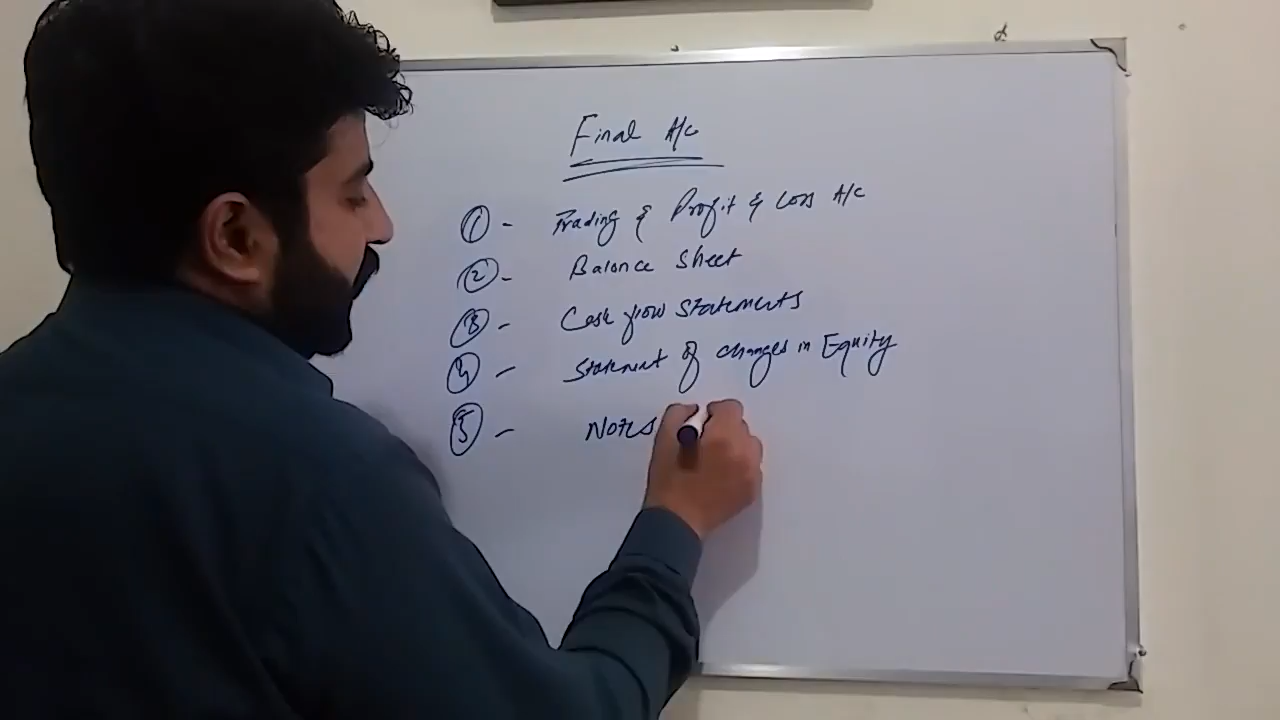 Final A/c
① - Trading & Profit & Loss A/c
② - Balance Sheet
③ - Cash flow Statements
④ - Statement of changes in Equity
⑤ - Notes